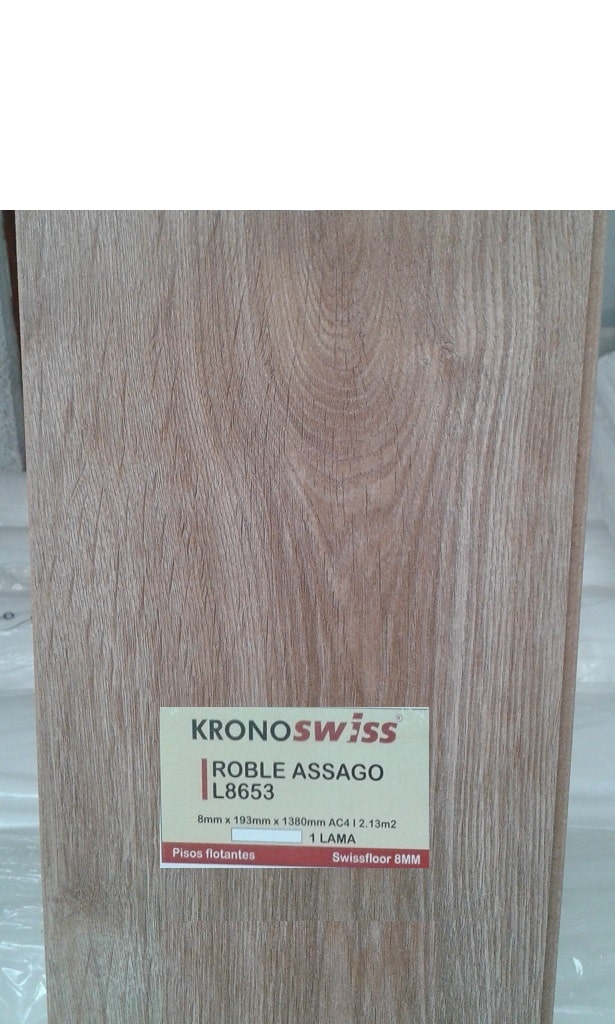 KRONOSWISS®
ROBLE ASSAGO
L8653
8mm x 193mm x 1380mm AC4 I 2.13m2
1 LAMA
Pisos flotantes Swissfloor 8MM